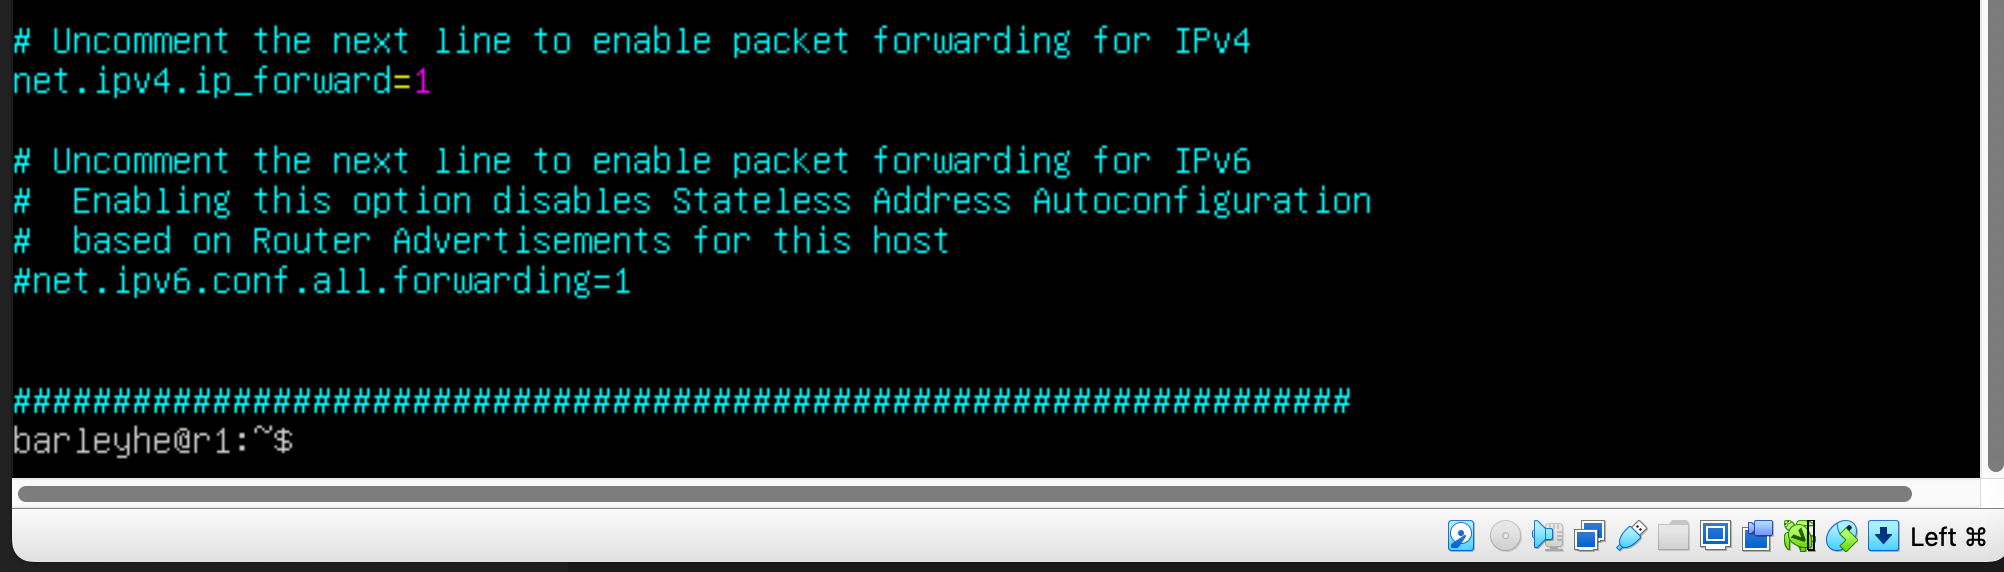 # Uncomment the next line to enable packet forwarding for IPv4
net.ipv4.ip_forward=1
# Uncomment the next line to enable packet forwarding for IPv6
#  Enabling this option disables Stateless Address Autoconfiguration
#  based on Router Advertisements for this host
#net.ipv6.conf.all.forwarding=1
###################################################################
barleyhe@r1:~$
Left ⌘